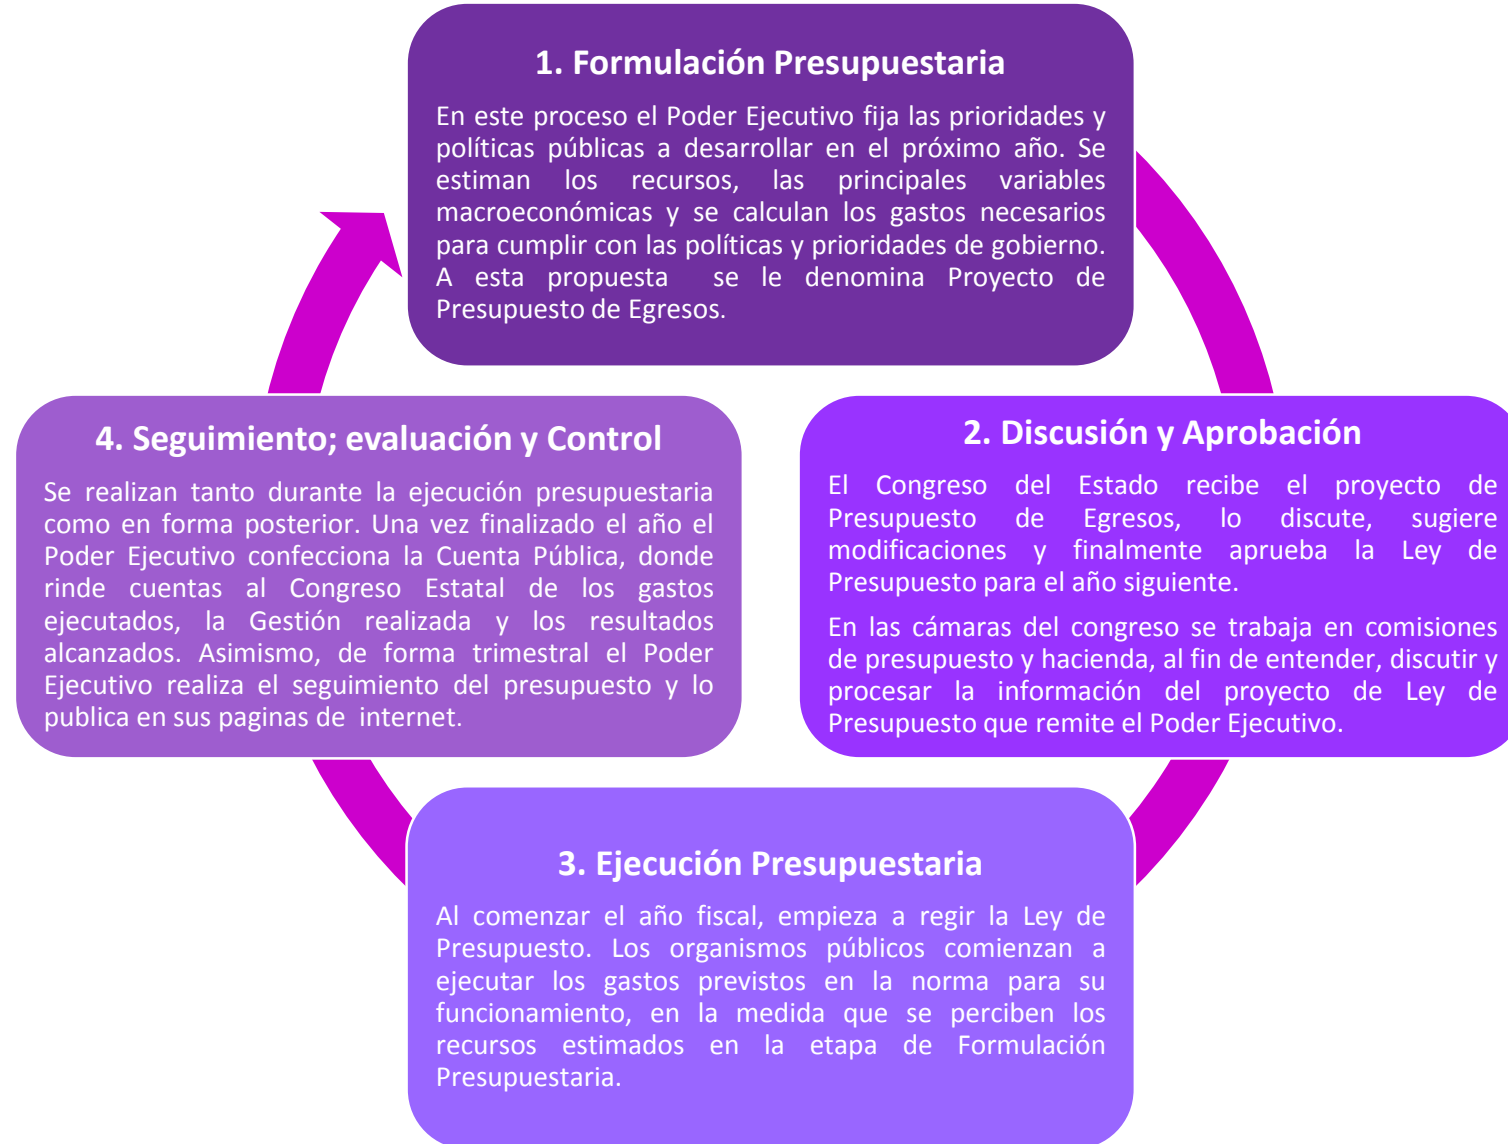 1. Formulación Presupuestaria
En este proceso el Poder Ejecutivo fija las prioridades y
políticas públicas a desarrollar en el próximo año. Se
estiman los recursos, las principales variables
macroeconómicas y se calculan los gastos necesarios
para cumplir con las políticas y prioridades de gobierno.
A esta propuesta se le denomina Proyecto de
Presupuesto de Egresos.
2. Discusión y Aprobación
El Congreso del Estado recibe el proyecto de
Presupuesto de Egresos, lo discute, sugiere
modificaciones y finalmente aprueba la Ley de
Presupuesto para el año siguiente.
En las cámaras del congreso se trabaja en comisiones
de presupuesto y hacienda, al fin de entender, discutir y
procesar la información del proyecto de Ley de
Presupuesto que remite el Poder Ejecutivo.
3. Ejecución Presupuestaria
Al comenzar el año fiscal, empieza a regir la Ley de
Presupuesto. Los organismos públicos comienzan a
ejecutar los gastos previstos en la norma para su
funcionamiento, en la medida que se perciben los
recursos estimados en la etapa de Formulación
Presupuestaria.
4. Seguimiento; evaluación y Control
Se realizan tanto durante la ejecución presupuestaria
como en forma posterior. Una vez finalizado el año el
Poder Ejecutivo confecciona la Cuenta Pública, donde
rinde cuentas al Congreso Estatal de los gastos
ejecutados, la Gestión realizada y los resultados
alcanzados. Asimismo, de forma trimestral el Poder
Ejecutivo realiza el seguimiento del presupuesto y lo
publica en sus paginas de internet.